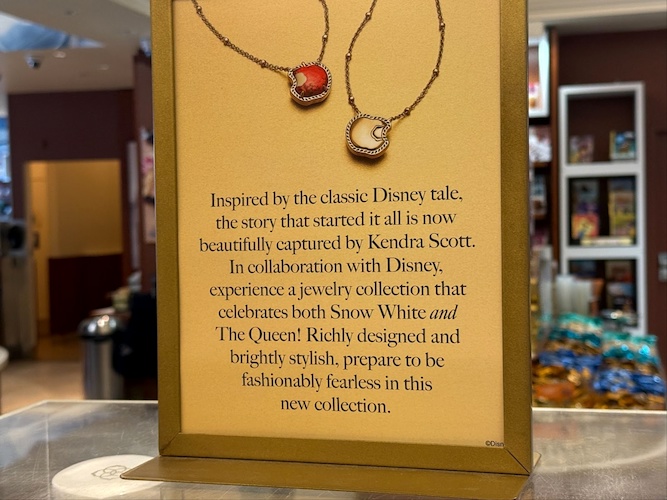 Inspired by the classic Disney tale,
the story that started it all is now
beautifully captured by Kendra Scott.
In collaboration with Disney,
experience a jewelry collection that
celebrates both Snow White and
The Queen! Richly designed and
brightly stylish, prepare to be
fashionably fearless in this
new collection.
©Disn